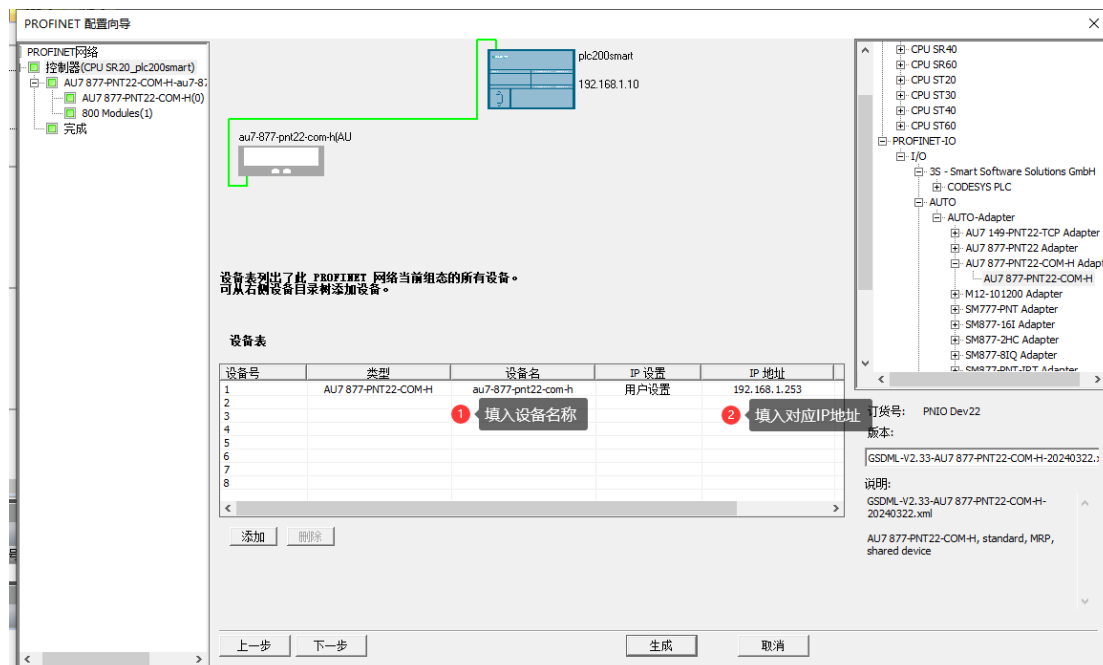 PROFINET 配置向导
PROFINET网络
控制器(CPU SR20_plc200smart)
AU7 877-PNT22-COM-H-au7-87
AU7 877-PNT22-COM-H(0)
800 Modules(1)
完成
plc200smart
192.168.1.10
au7-877-pnt22-com-h(AU
设备表列出了此 PROFINET 网络当前组态的所有设备。
可从右侧设备目录树添加设备。
设备表
设备号 类型 设备名 IP 设置 IP 地址
1 AU7 877-PNT22-COM-H au7-877-pnt22-com-h 用户设置 192.168.1.253
2
3
4
5
6
7
8
1 填入设备名称
2 填入对应IP地址
添加 删除
上一步 下一步 生成 取消
CPU SR40
CPU SR60
CPU ST20
CPU ST30
CPU ST40
CPU ST60
PROFINET-IO
I/O
3S - Smart Software Solutions GmbH
CODESYS PLC
AUTO
AUTO-Adapter
AU7 149-PNT22-TCP Adapter
AU7 877-PNT22 Adapter
AU7 877-PNT22-COM-H Adapt
AU7 877-PNT22-COM-H
M12-101200 Adapter
SM777-PNT Adapter
SM877-16I Adapter
SM877-2HC Adapter
SM877-8IQ Adapter
SM877-PNT-IRT Adapter
订货号: PNIO Dev22
版本:
GSDML-V2.33-AU7 877-PNT22-COM-H-20240322.x
说明:
GSDML-V2.33-AU7 877-PNT22-COM-H-
20240322.xml
AU7 877-PNT22-COM-H, standard, MRP,
shared device